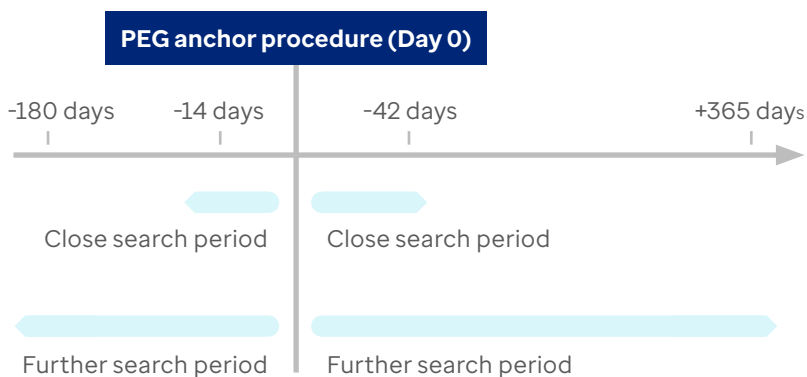 PEG anchor procedure (Day 0)
-180 days -14 days -42 days +365 days
Close search period Close search period
Further search period Further search period